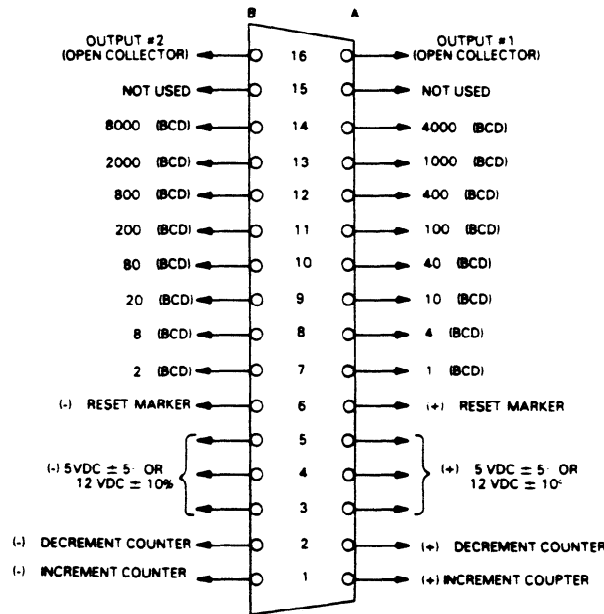 B A
OUTPUT #2 16 OUTPUT #1
(OPEN COLLECTOR) (OPEN COLLECTOR)
NOT USED 15 NOT USED
8000 (BCD) 14 4000 (BCD)
2000 (BCD) 13 1000 (BCD)
800 (BCD) 12 400 (BCD)
200 (BCD) 11 100 (BCD)
80 (BCD) 10 40 (BCD)
20 (BCD) 9 10 (BCD)
8 (BCD) 8 4 (BCD)
2 (BCD) 7 1 (BCD)
(-) RESET MARKER 6 (+) RESET MARKER
5
(-) 5 VDC ± 5 OR 4 (+) 5 VDC ± 5 OR
12 VDC ± 10% 12 VDC ± 10
3
(-) DECREMENT COUNTER 2 (+) DECREMENT COUNTER
(-) INCREMENT COUNTER 1 (+) INCREMENT COUPTER